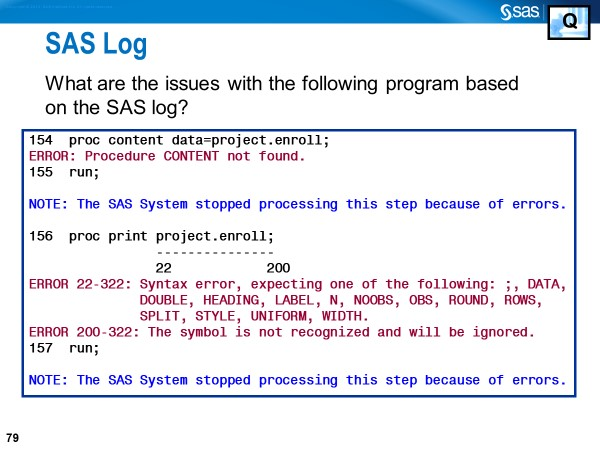 sas
Q
SAS Log
What are the issues with the following program based
on the SAS log?
154 proc content data=project.enroll;
ERROR: Procedure CONTENT not found.
155 run;
NOTE: The SAS System stopped processing this step because of errors.
156 proc print project.enroll;
---------------
22 200
ERROR 22-322: Syntax error, expecting one of the following: ;, DATA,
DOUBLE, HEADING, LABEL, N, NOOBS, OBS, ROUND, ROWS,
SPLIT, STYLE, UNIFORM, WIDTH.
ERROR 200-322: The symbol is not recognized and will be ignored.
157 run;
NOTE: The SAS System stopped processing this step because of errors.
79